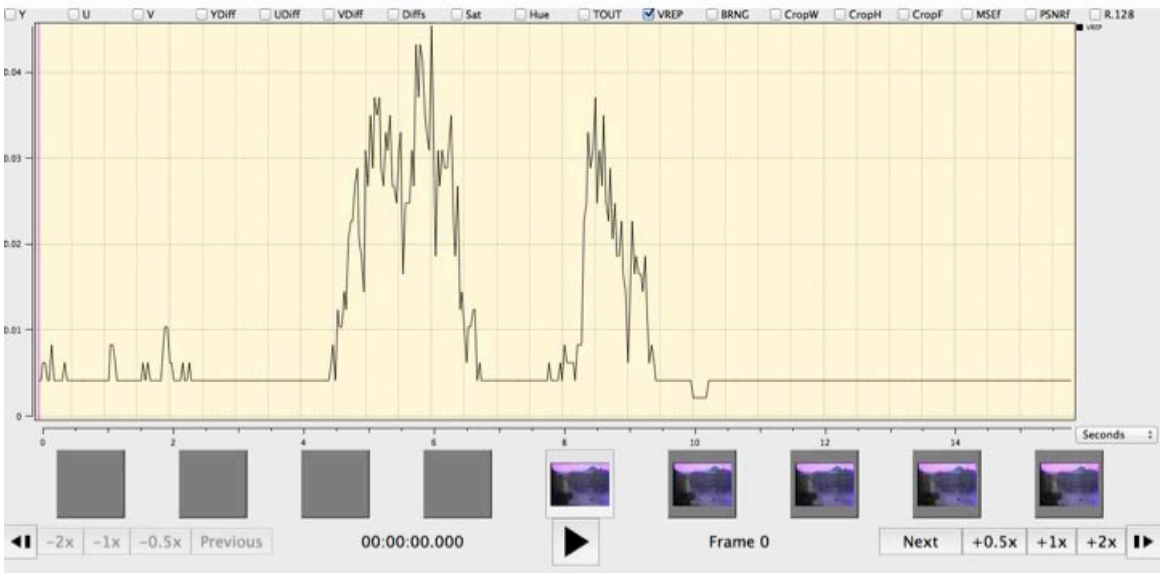 Y U V YDiff UDiff VDiff Diffs Sat Hue TOUT VREP BRNG CropW CropH CropF MSEf PSNRf R.128
VREP
0.04
0.03
0.02
0.01
0
0 2 4 6 8 10 12 14
Seconds
-2x -1x -0.5x Previous 00:00:00.000 Frame 0 Next +0.5x +1x +2x